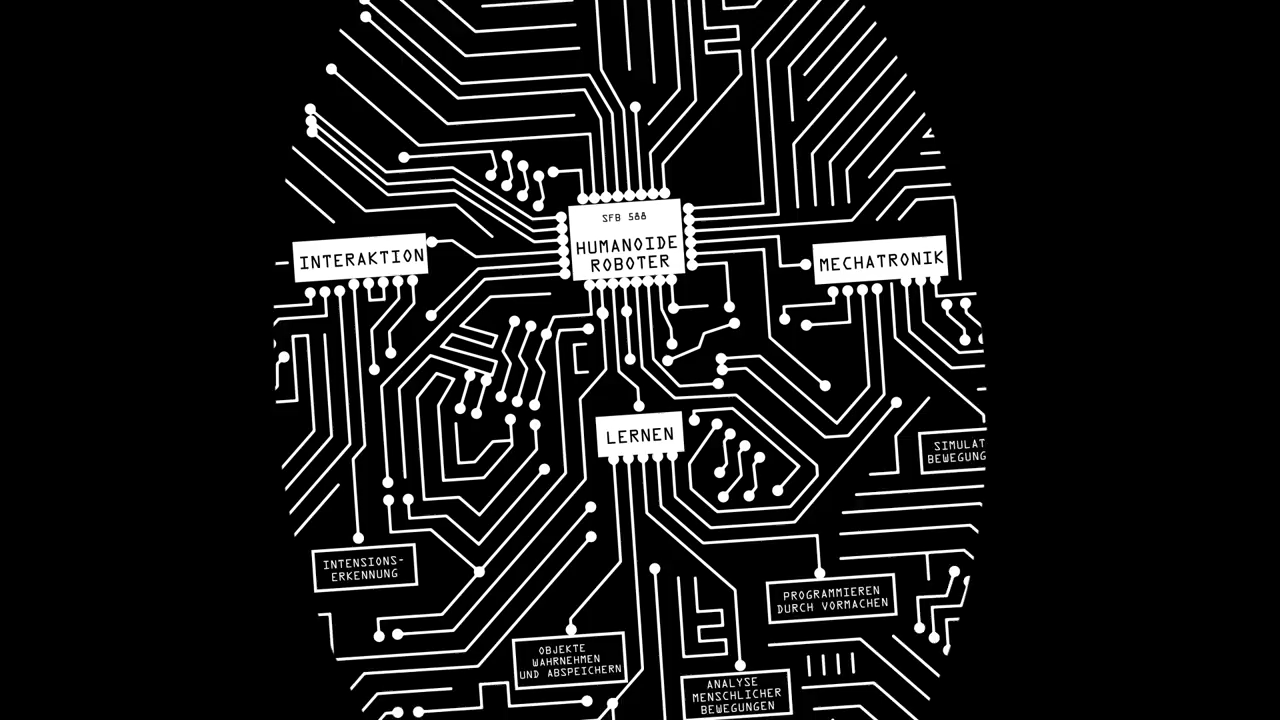 SFB 588
HUMANOIDE
ROBOTER
INTERAKTION
MECHATRONIK
LERNEN
BEWEGUNG
INTENSIONS-
ERKENNUNG
PROGRAMMIEREN
DURCH VORMACHEN
OBJEKTE
WAHRNEHMEN
UND ABSPEICHERN
ANALYSE
MENSCHLICHER
BEWEGUNGEN